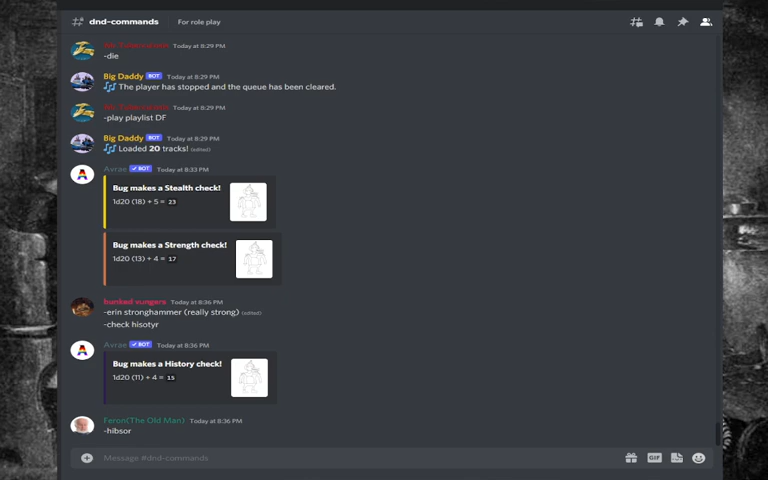 dnd-commands For role play
Today at 8:29 PM
-die
Big Daddy BOT Today at 8:29 PM
The player has stopped and the queue has been cleared.
Today at 8:29 PM
-play playlist DF
Big Daddy BOT Today at 8:29 PM
Loaded 20 tracks! (edited)
Avrae BOT Today at 8:33 PM
Bug makes a Stealth check!
1d20 (18) + 5 = 23
Bug makes a Strength check!
1d20 (13) + 4 = 17
bunked vungers Today at 8:36 PM
-erin stronghammer (really strong) (edited)
-check hisotyr
Avrae BOT Today at 8:36 PM
Bug makes a History check!
1d20 (11) + 4 = 15
Feron(The Old Man) Today at 8:36 PM
-hibsor
Message #dnd-commands
GIF